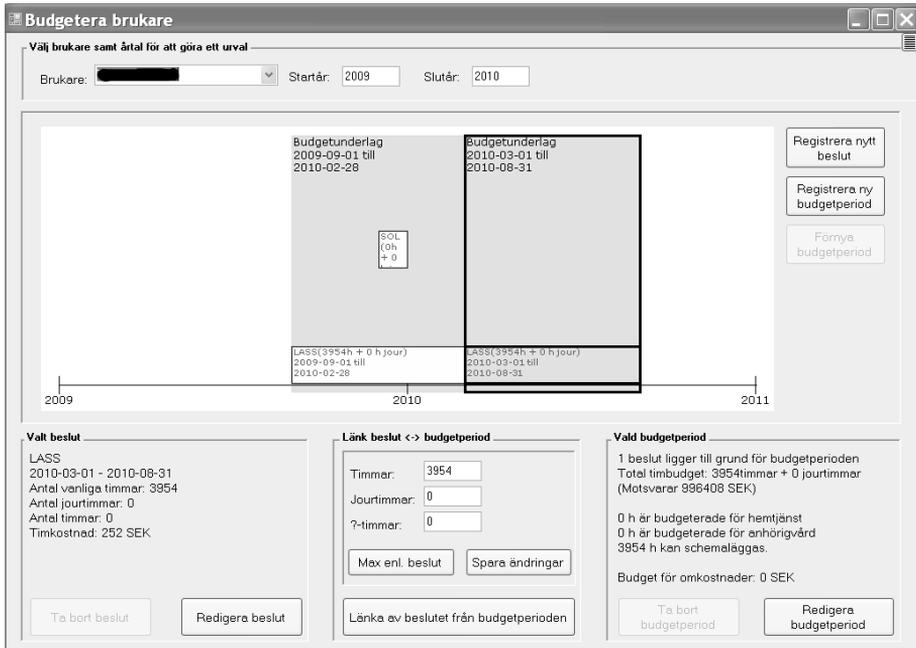 Budgetera brukare
Välj brukare samt årtal för att göra ett urval
Brukare: Startår: 2009 Slutår: 2010
Budgetunderlag
2009-09-01 till
2010-02-28
Budgetunderlag
2010-03-01 till
2010-08-31
SOL
(0h
+ 0
LASS(3954h + 0 h jour)
2009-09-01 till
2010-02-28
LASS(3954h + 0 h jour)
2010-03-01 till
2010-08-31
2009 2010 2011
Registrera nytt
beslut
Registrera ny
budgetperiod
Förnya
budgetperiod
Valt beslut
LASS
2010-03-01 - 2010-08-31
Antal vanliga timmar: 3954
Antal jourtimmar: 0
Antal timmar: 0
Timkostnad: 252 SEK
Ta bort beslut
Redigera beslut
Länk beslut <-> budgetperiod
Timmar: 3954
Jourtimmar: 0
?-timmar: 0
Max enl. beslut
Spara ändringar
Länka av beslutet från budgetperioden
Vald budgetperiod
1 beslut ligger till grund för budgetperioden
Total timbudget: 3954timmar + 0 jourtimmar
(Motsvarar 996408 SEK)
0 h är budgeterade för hemtjänst
0 h är budgeterade för anhörigvård
3954 h kan schemaläggas.
Budget för omkostnader: 0 SEK
Ta bort
budgetperiod
Redigera
budgetperiod